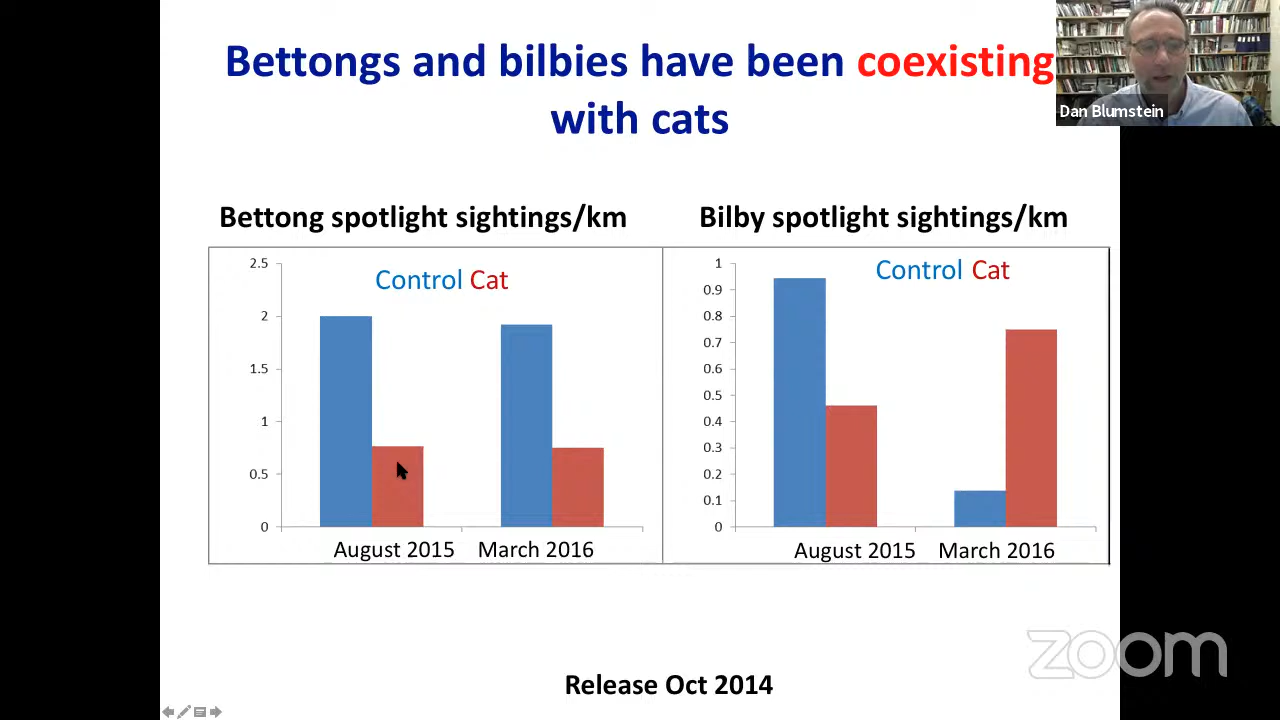 Bettongs and bilbies have been coexisting
with cats
Dan Blumstein
Bettong spotlight sightings/km
Bilby spotlight sightings/km
2.5
2
1.5
1
0.5
0
Control Cat
August 2015
March 2016
1
0.9
0.8
0.7
0.6
0.5
0.4
0.3
0.2
0.1
0
Control Cat
August 2015
March 2016
zoom
Release Oct 2014